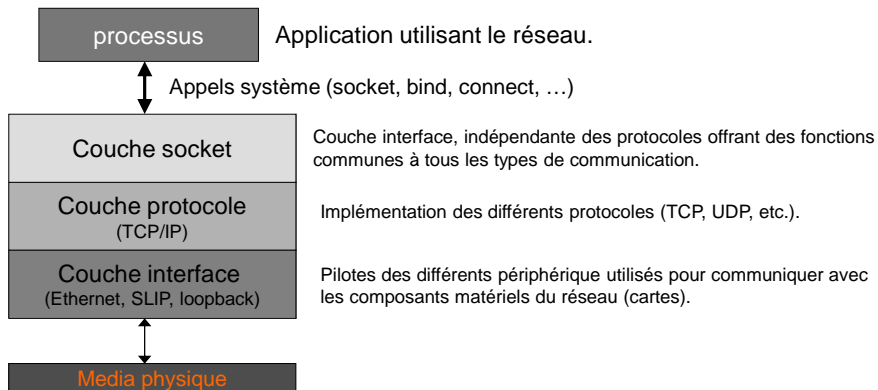 processus
Application utilisant le réseau.
Appels système (socket, bind, connect, …)
Couche socket
Couche interface, indépendante des protocoles offrant des fonctions
communes à tous les types de communication.
Couche protocole
(TCP/IP)
Implémentation des différents protocoles (TCP, UDP, etc.).
Couche interface
(Ethernet, SLIP, loopback)
Pilotes des différents périphérique utilisés pour communiquer avec
les composants matériels du réseau (cartes).
Media physique